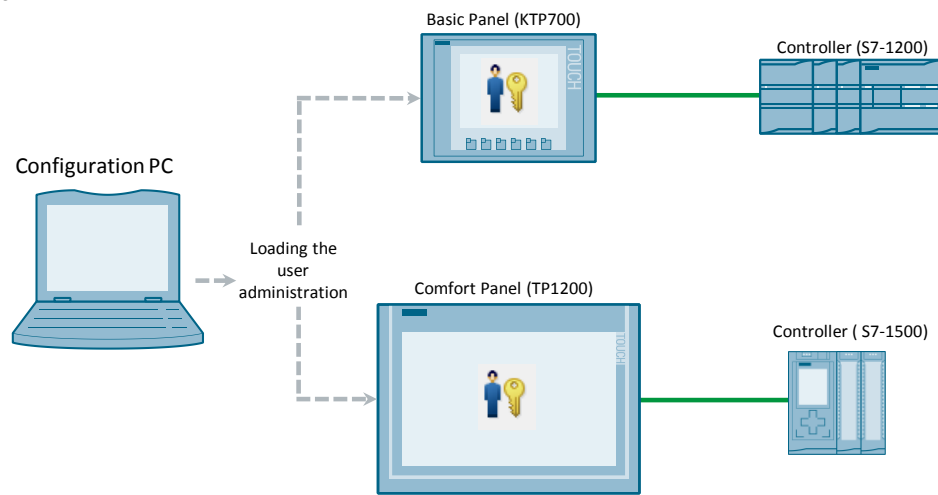 Basic Panel (KTP700)
TOUCH
Controller (S7-1200)
Configuration PC
Loading the
user
administration
Comfort Panel (TP1200)
TOUCH
Controller ( S7-1500)